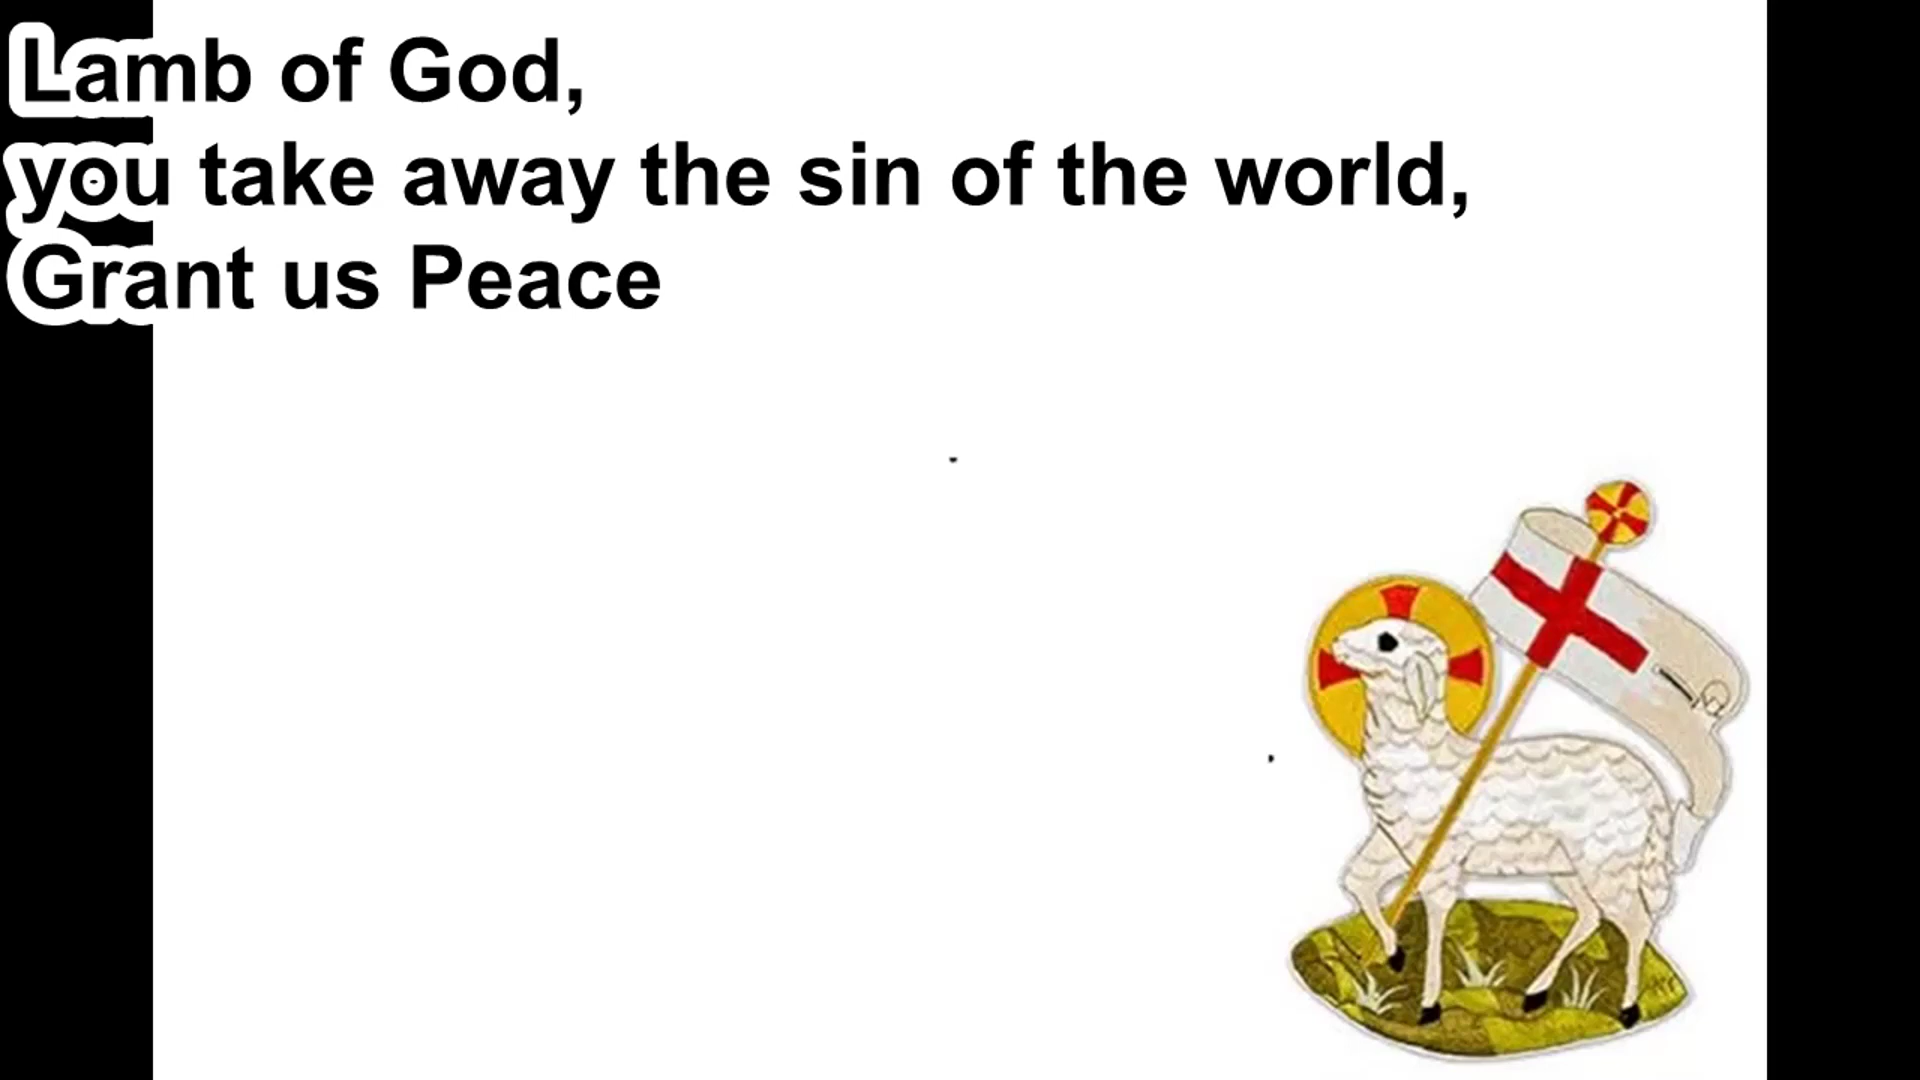 Lamb of God,
you take away the sin of the world,
Grant us Peace